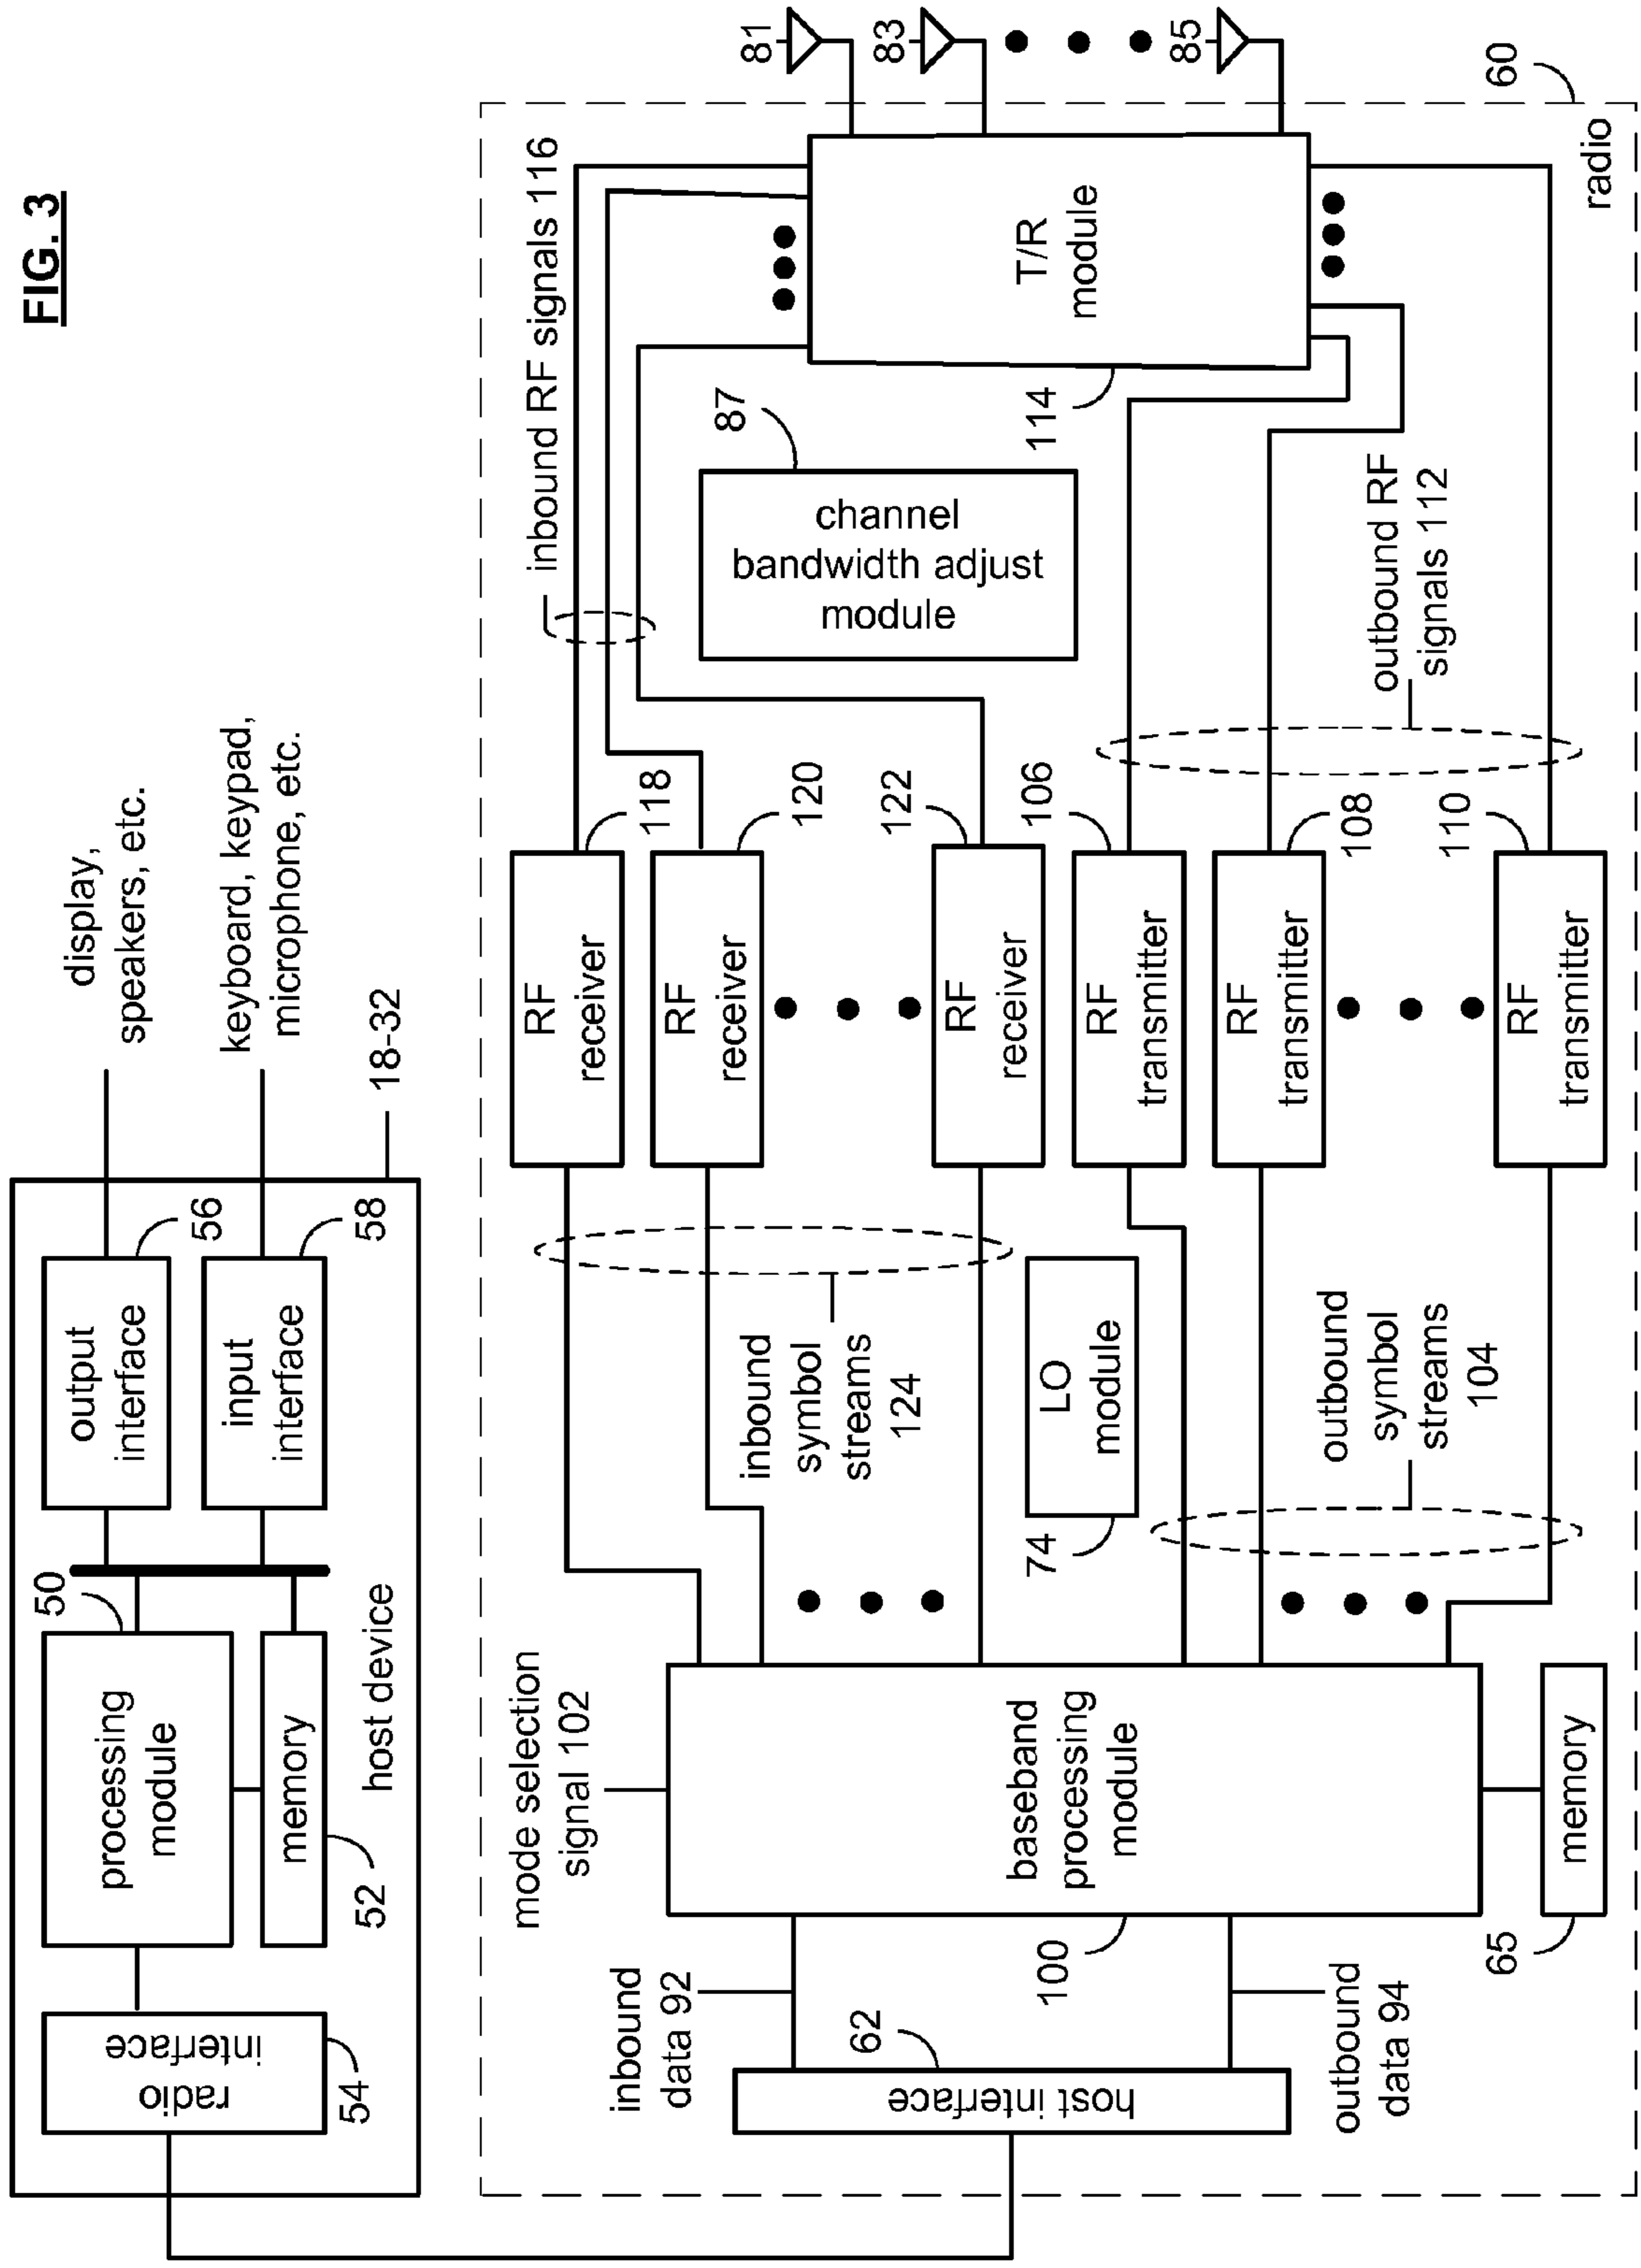 FIG. 3
display,
speakers, etc.
keyboard, keypad,
microphone, etc.
18-32
output
interface
56
input
interface
58
50
processing
module
memory
52
host device
radio
interface
54
60
radio
81
83
85
inbound RF signals 116
T/R
module
114
87
channel
bandwidth adjust
module
outbound RF
signals 112
RF
receiver
118
RF
receiver
120
RF
receiver
122
RF
transmitter
106
RF
transmitter
108
RF
transmitter
110
inbound
symbol
streams
124
LO
module
74
outbound
symbol
streams
104
mode selection
signal 102
baseband
processing
module
100
memory
65
inbound
data 92
62
host interface
outbound
data 94